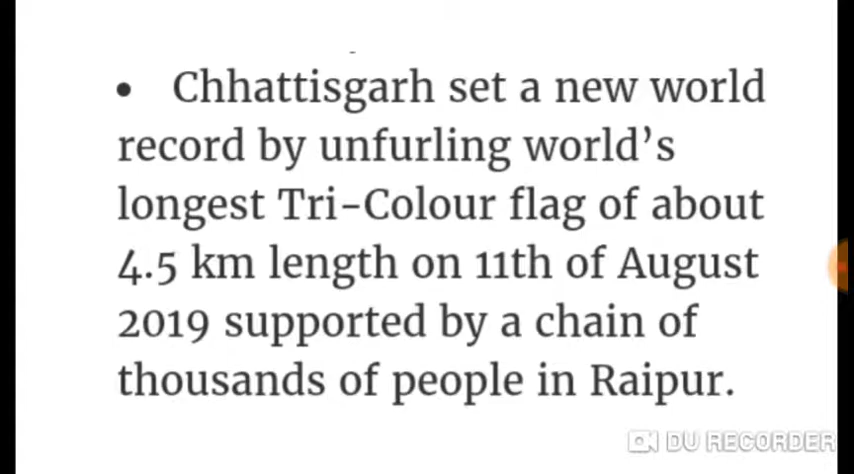 • Chhattisgarh set a new world
record by unfurling world’s
longest Tri-Colour flag of about
4.5 km length on 11th of August
2019 supported by a chain of
thousands of people in Raipur.
DU RECORDER